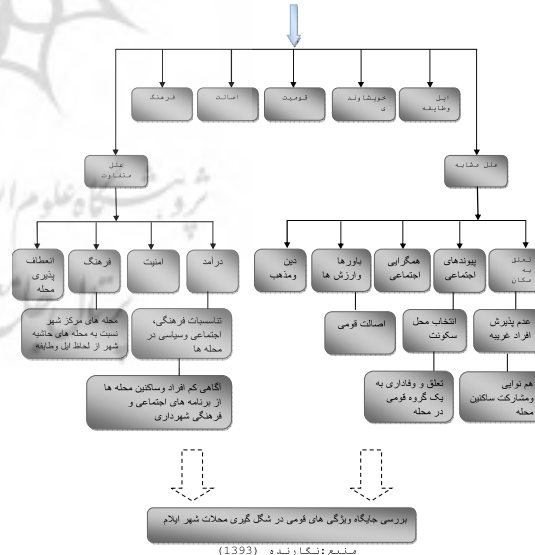 ایل
وطایفه
خویشاوند
ی
قومیت
اصالت
فرهنگ
علل مشابه
علل
متفاوت
تعلق
به
مکان
پیوندهای
اجتماعی
همگرایی
اجتماعی
باورها
وارزش ها
دین
ومذهب
درامد
امنیت
فرهنگ
انعطاف
پذیری
محله
عدم پذیرش
افراد غریبه
انتخاب محل
سکونت
اصالت قومی
تناسبات فرهنگی،
اجتماعی وسیاسی در
محله ها
محله های مرکز شهر
نسبت به محله های حاشیه
شهر از لحاظ ایل وطایفه
هم نوایی
ومشارکت ساکنین
محله
تعلق و وفاداری به
یک گروه قومی
در محله
آگاهی کم افراد وساکنین محله ها
از برنامه های اجتماعی و
فرهنگی شهرداری
بررسی جایگاه ویژگی های قومی در شگل گیری محلات شهر ایلام
منبع:نگارنده (1393)